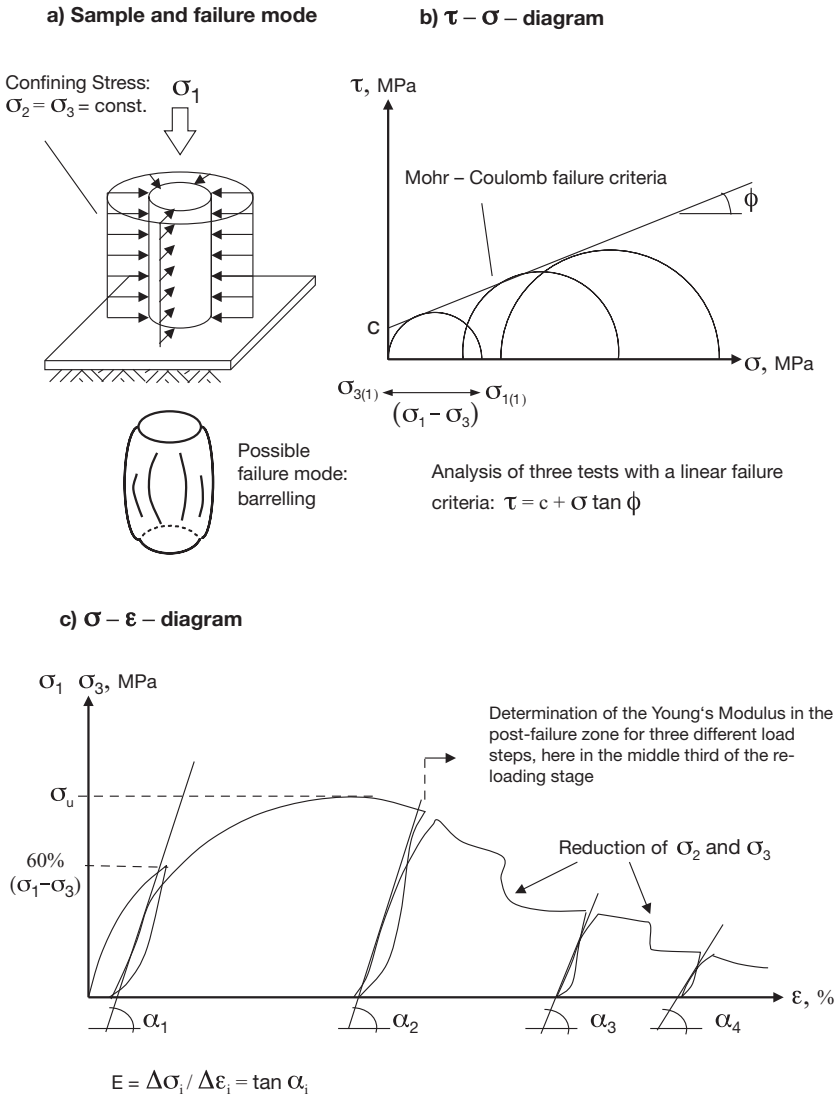 a) Sample and failure mode
Confining Stress:
σ2 = σ3 = const.
σ1
Possible
failure mode:
barrelling
b) τ – σ – diagram
τ, MPa
Mohr – Coulomb failure criteria
ϕ
c
σ, MPa
σ3(1)
σ1(1)
(σ1 – σ3)
Analysis of three tests with a linear failure
criteria: τ = c + σ tan ϕ
c) σ – ε – diagram
σ1 σ3, MPa
Determination of the Young‘s Modulus in the
post-failure zone for three different load
steps, here in the middle third of the re-
loading stage
σu
Reduction of σ2 and σ3
60%
(σ1–σ3)
ε, %
α1
α2
α3
α4
E = Δσi / Δεi = tan αi